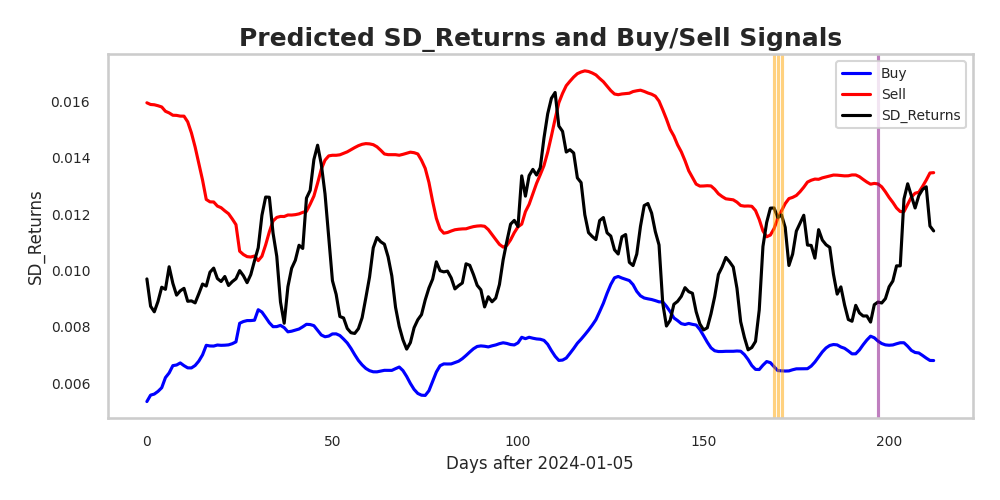 Predicted SD_Returns and Buy/Sell Signals
Buy
Sell
SD_Returns
SD_Returns
0.016
0.014
0.012
0.010
0.008
0.006
0 50 100 150 200
Days after 2024-01-05